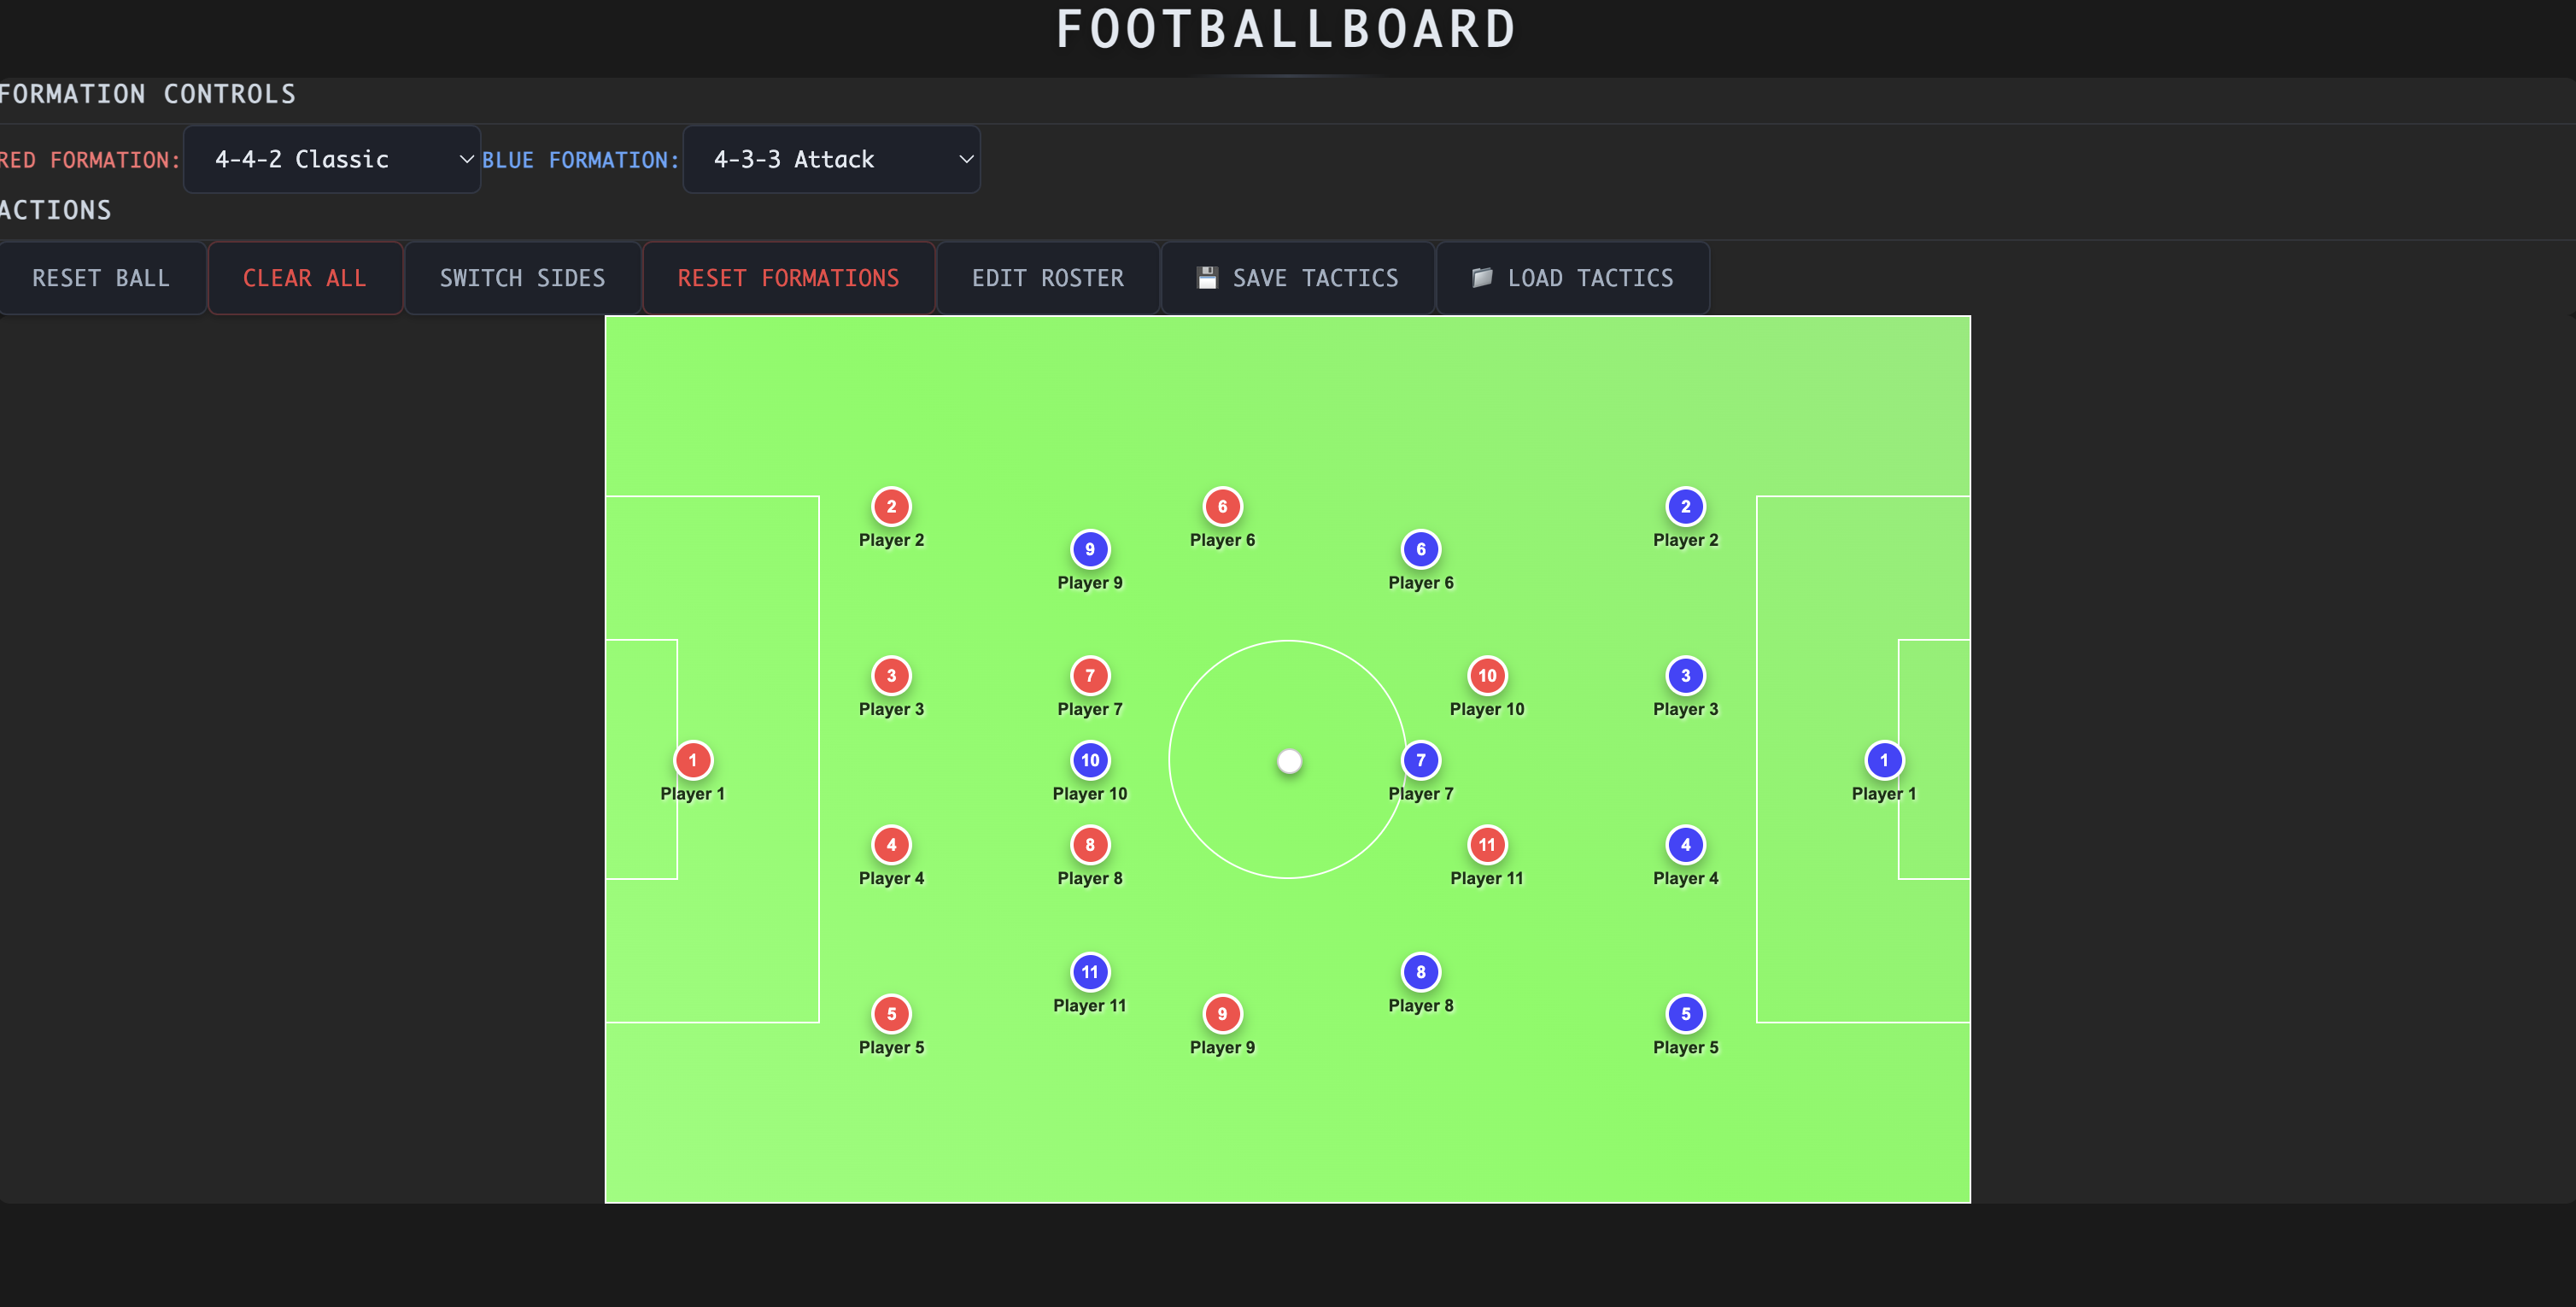 FOOTBALLBOARD
FORMATION CONTROLS
RED FORMATION: 4-4-2 Classic BLUE FORMATION: 4-3-3 Attack
ACTIONS
RESET BALL CLEAR ALL SWITCH SIDES RESET FORMATIONS EDIT ROSTER SAVE TACTICS LOAD TACTICS
2 6 2
Player 2 Player 6 Player 2
9 6
Player 9 Player 6
3 7 10 3
Player 3 Player 7 Player 10 Player 3
1 10 7 1
Player 1 Player 10 Player 7 Player 1
4 8 11 4
Player 4 Player 8 Player 11 Player 4
11 8
Player 11 Player 8
5 9 5
Player 5 Player 9 Player 5